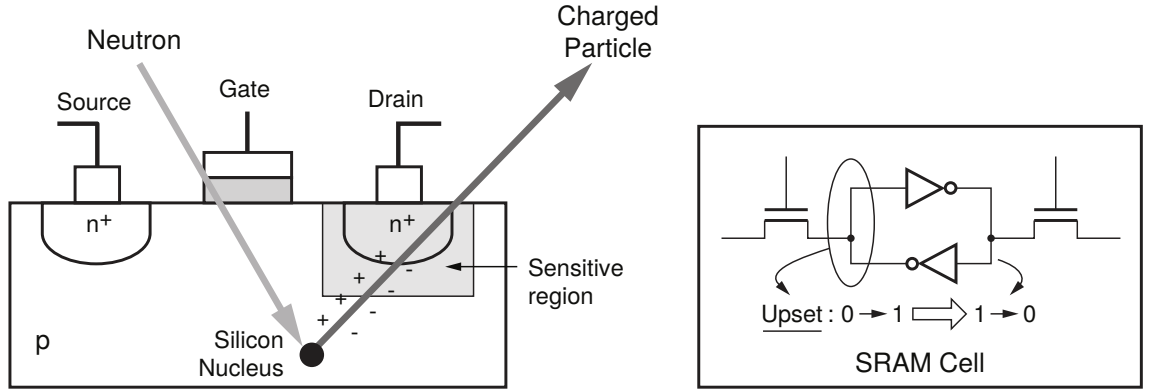 Charged
Particle
Neutron
Source
Gate
Drain
n+
n+
+ -
+ -
+ -
+ -
Sensitive
region
Silicon
Nucleus
p
Upset : 0 → 1 ⇒ 1 → 0
SRAM Cell